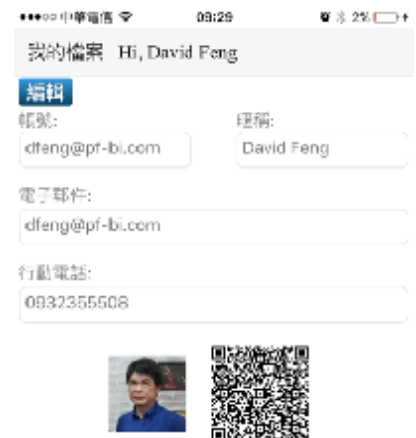 中華電信 09:29 2%
我的檔案 Hi, David Feng
編輯
帳號: 暱稱:
dfeng@pf-bi.com David Feng
電子郵件:
dfeng@pf-bi.com
行動電話:
0932355508